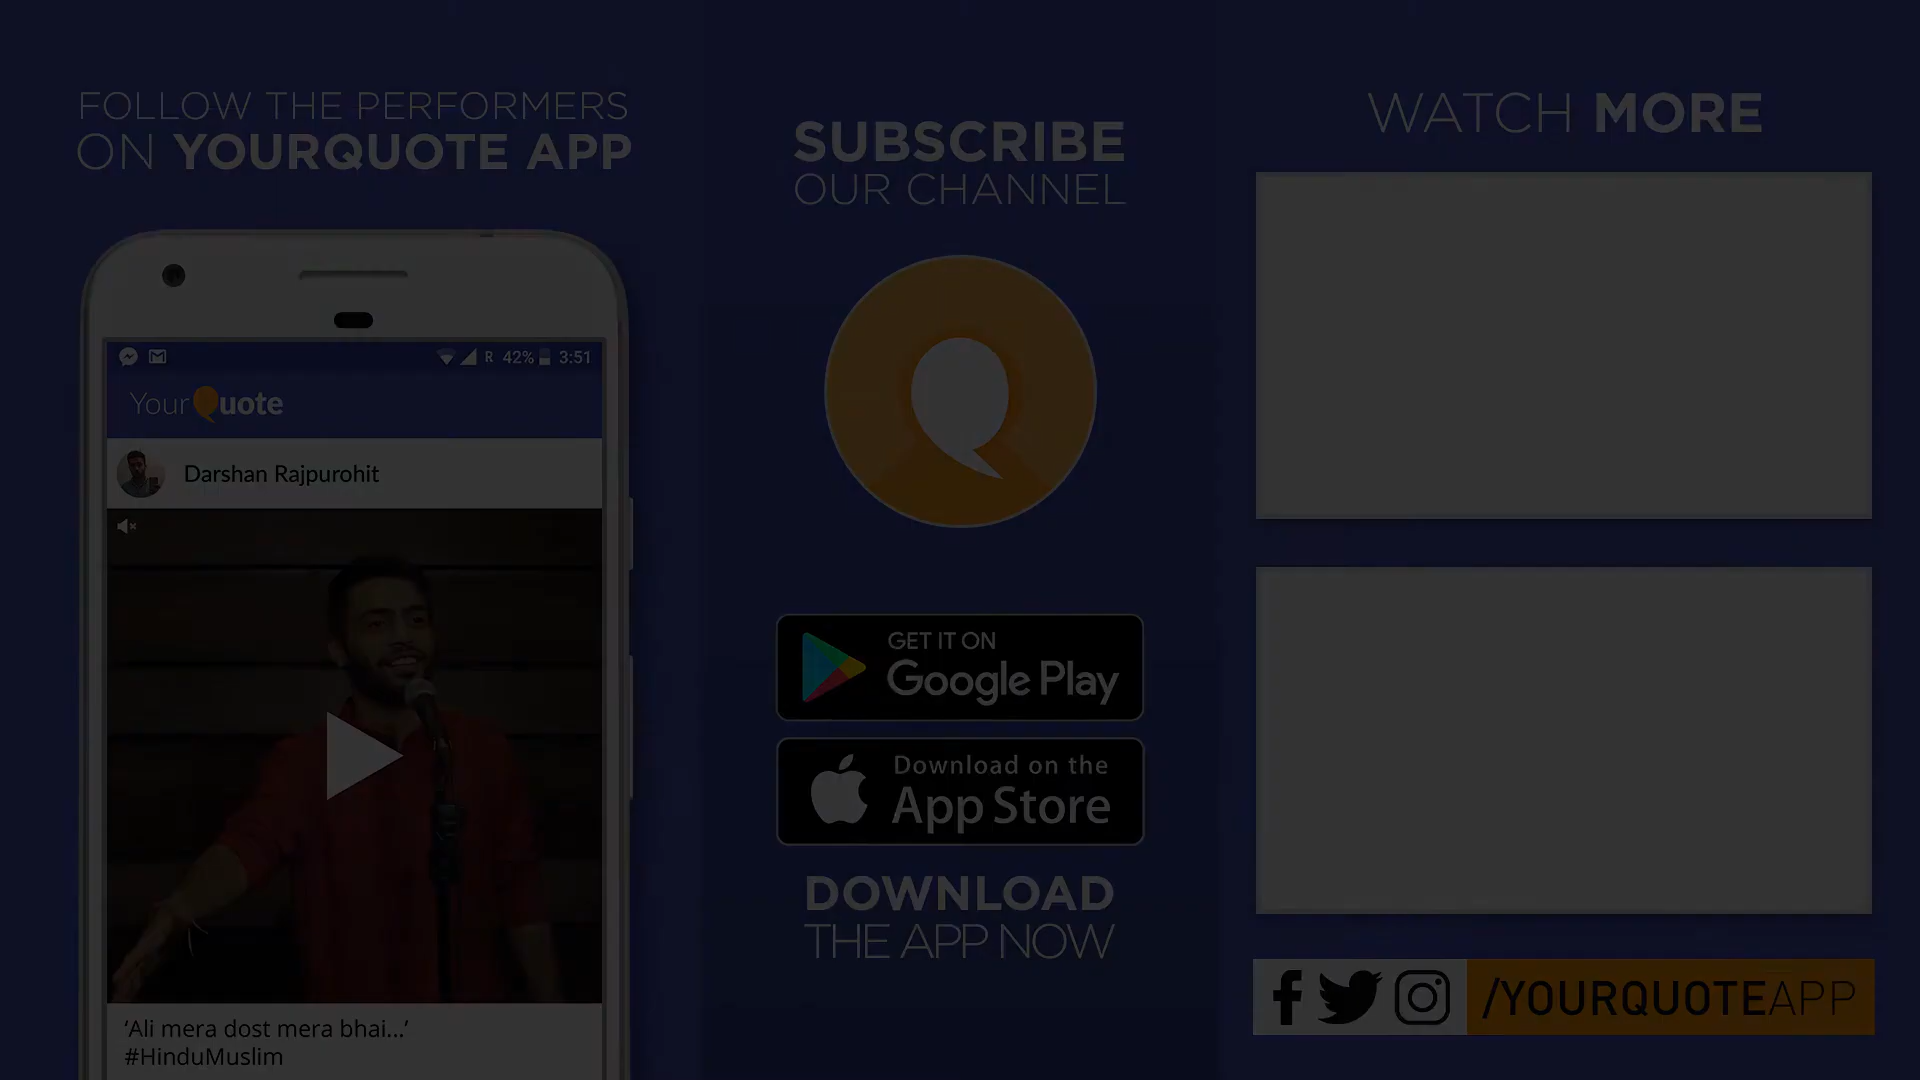 FOLLOW THE PERFORMERS
ON YOURQUOTE APP
R 42% 3:51
YourQuote
Darshan Rajpurohit
‘Ali mera dost mera bhai...’
#HinduMuslim
SUBSCRIBE
OUR CHANNEL
GET IT ON
Google Play
Download on the
App Store
DOWNLOAD
THE APP NOW
WATCH MORE
/YOURQUOTEAPP